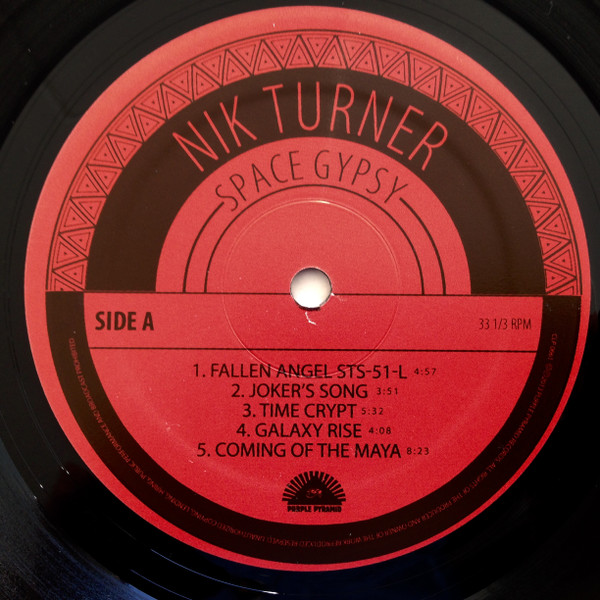 NIK TURNER
SPACE GYPSY
SIDE A
33 1/3 RPM
1. FALLEN ANGEL STS-51-L 4:57
2. JOKER'S SONG 3:51
3. TIME CRYPT 5:32
4. GALAXY RISE 4:08
5. COMING OF THE MAYA 8:23
PURPLE PYRAMID